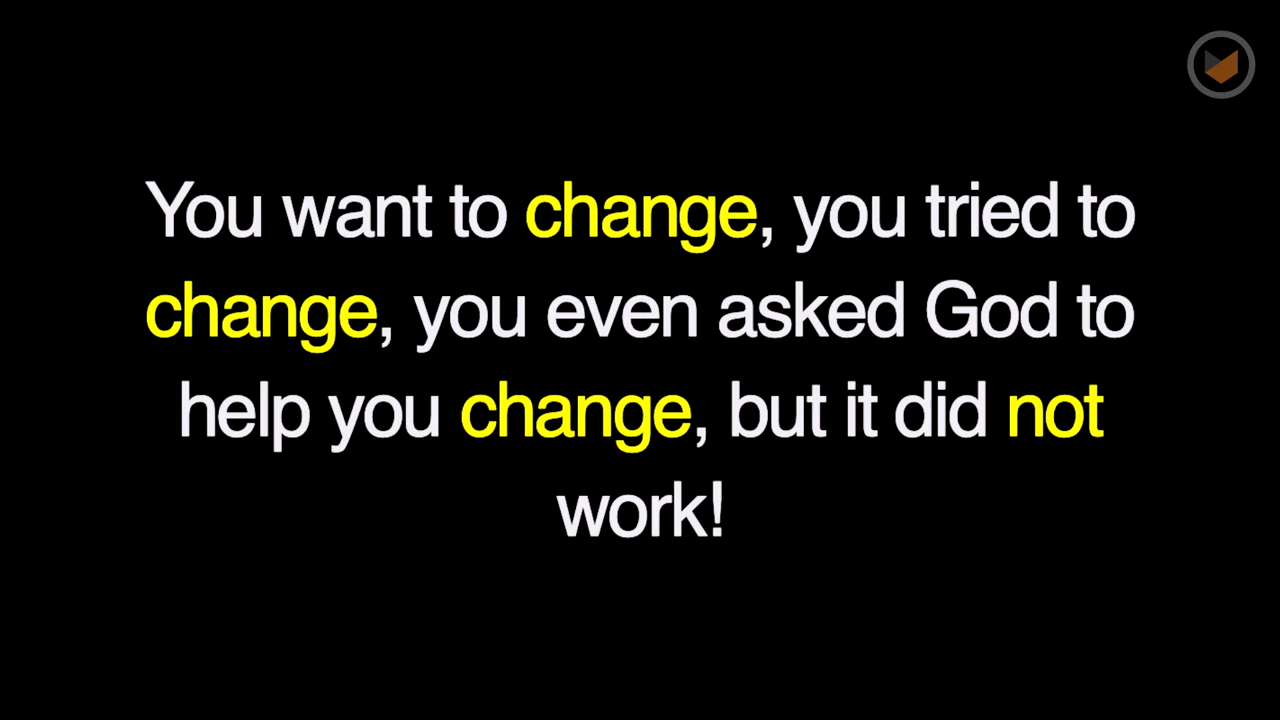 You want to change, you tried to
change, you even asked God to
help you change, but it did not
work!